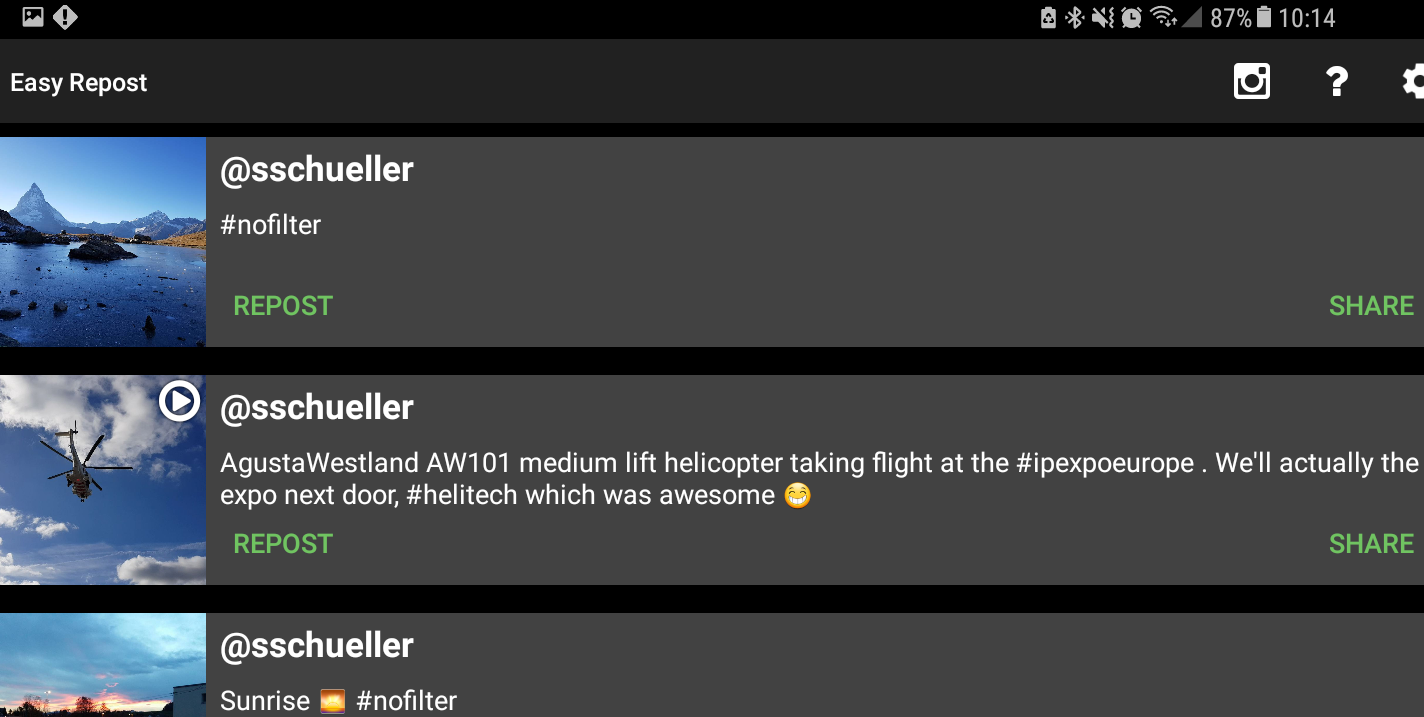 87% 10:14
Easy Repost
?
@sschueller
#nofilter
REPOST SHARE
@sschueller
AgustaWestland AW101 medium lift helicopter taking flight at the #ipexpoeurope . We'll actually the
expo next door, #helitech which was awesome 😁
REPOST SHARE
@sschueller
Sunrise 🌅 #nofilter